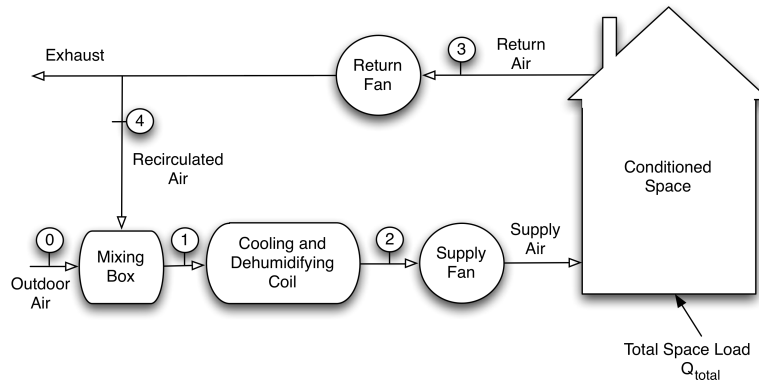 Exhaust
Return
Fan
3
Return
Air
4
Recirculated
Air
Conditioned
Space
0
Outdoor
Air
Mixing
Box
1
Cooling and
Dehumidifying
Coil
2
Supply
Fan
Supply
Air
Total Space Load
Qtotal